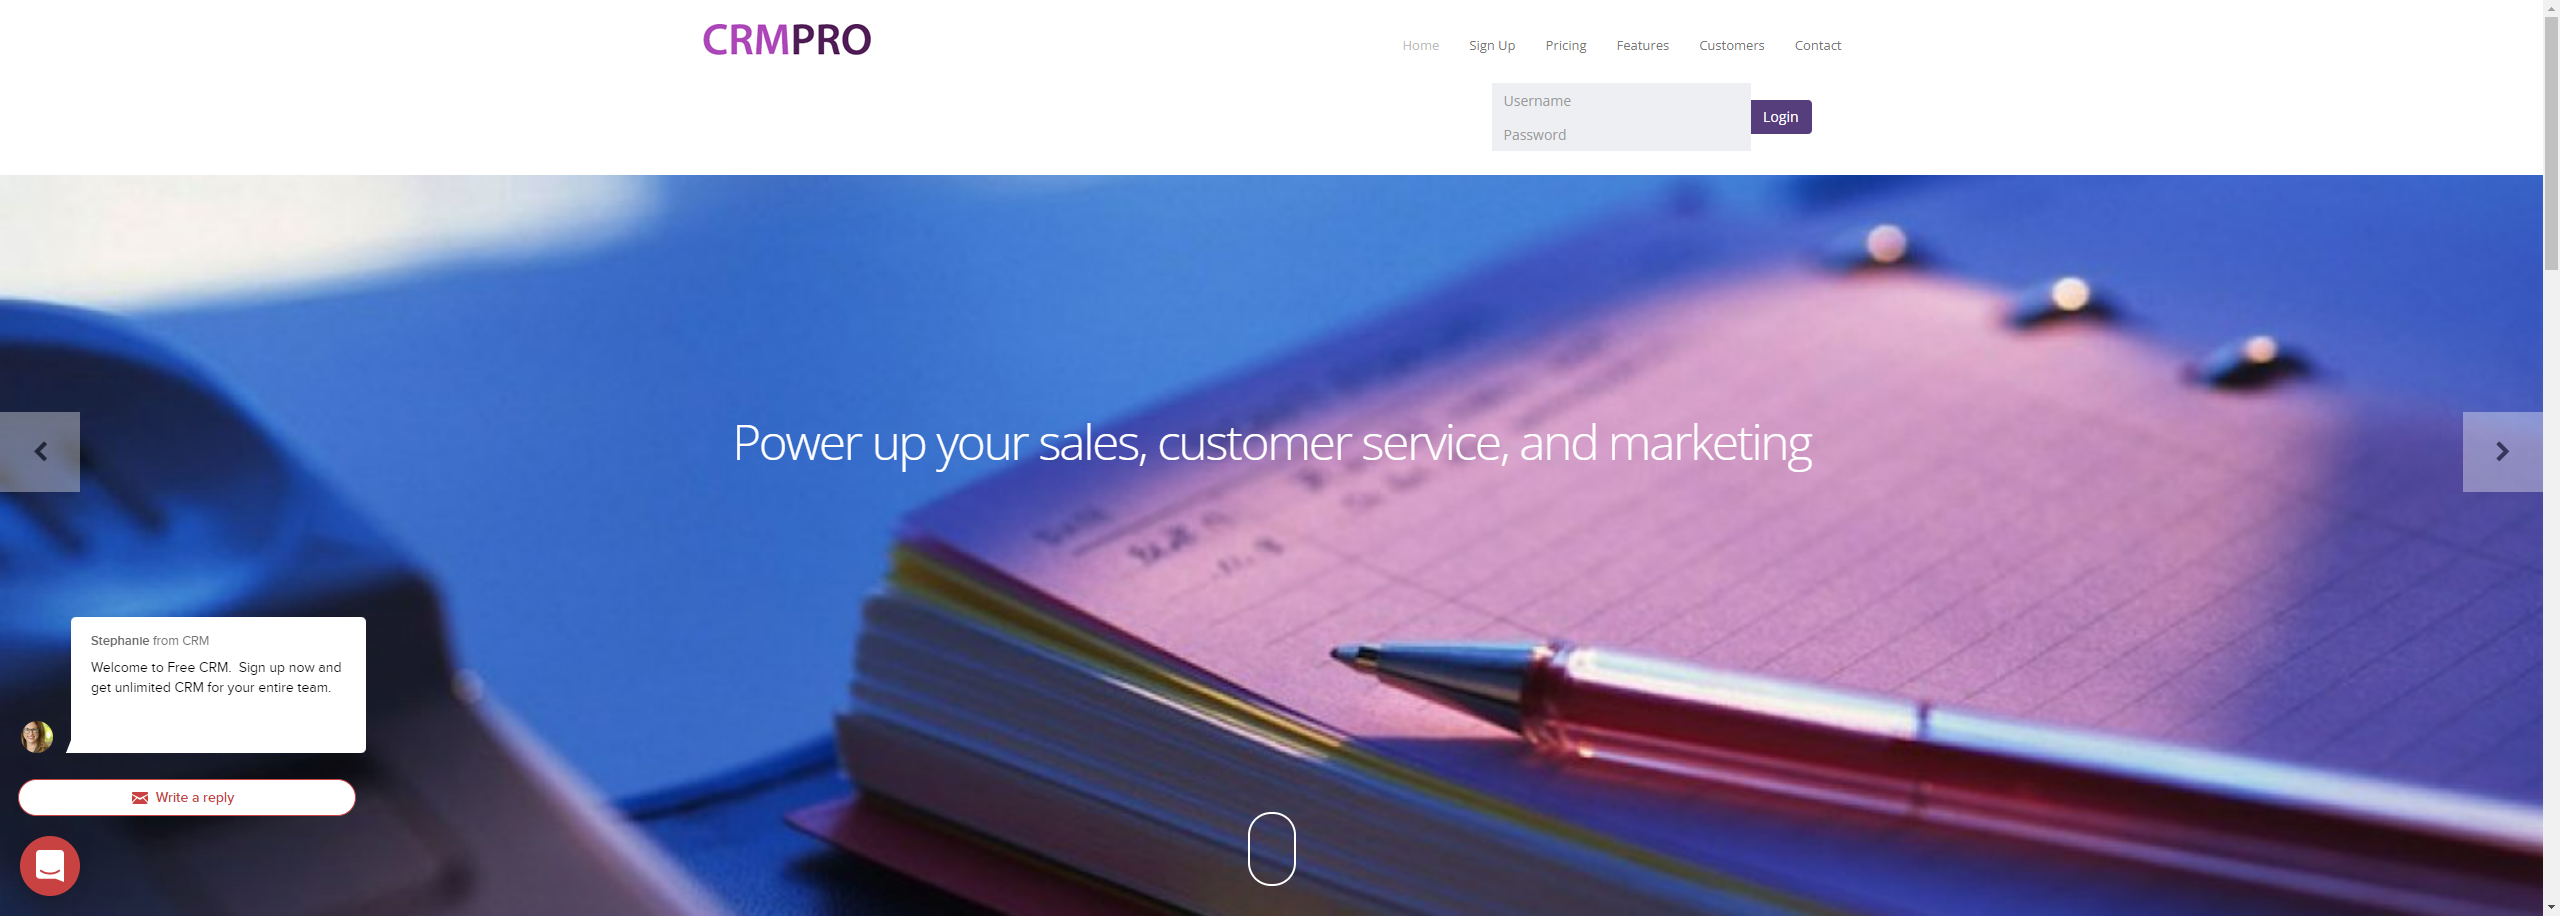 CRMPRO
Home Sign Up Pricing Features Customers Contact
Username
Password
Login
Power up your sales, customer service, and marketing
Stephanie from CRM
Welcome to Free CRM. Sign up now and
get unlimited CRM for your entire team.
Write a reply